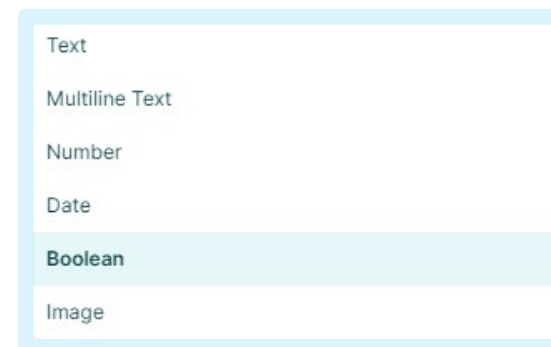 Text
Multiline Text
Number
Date
Boolean
Image